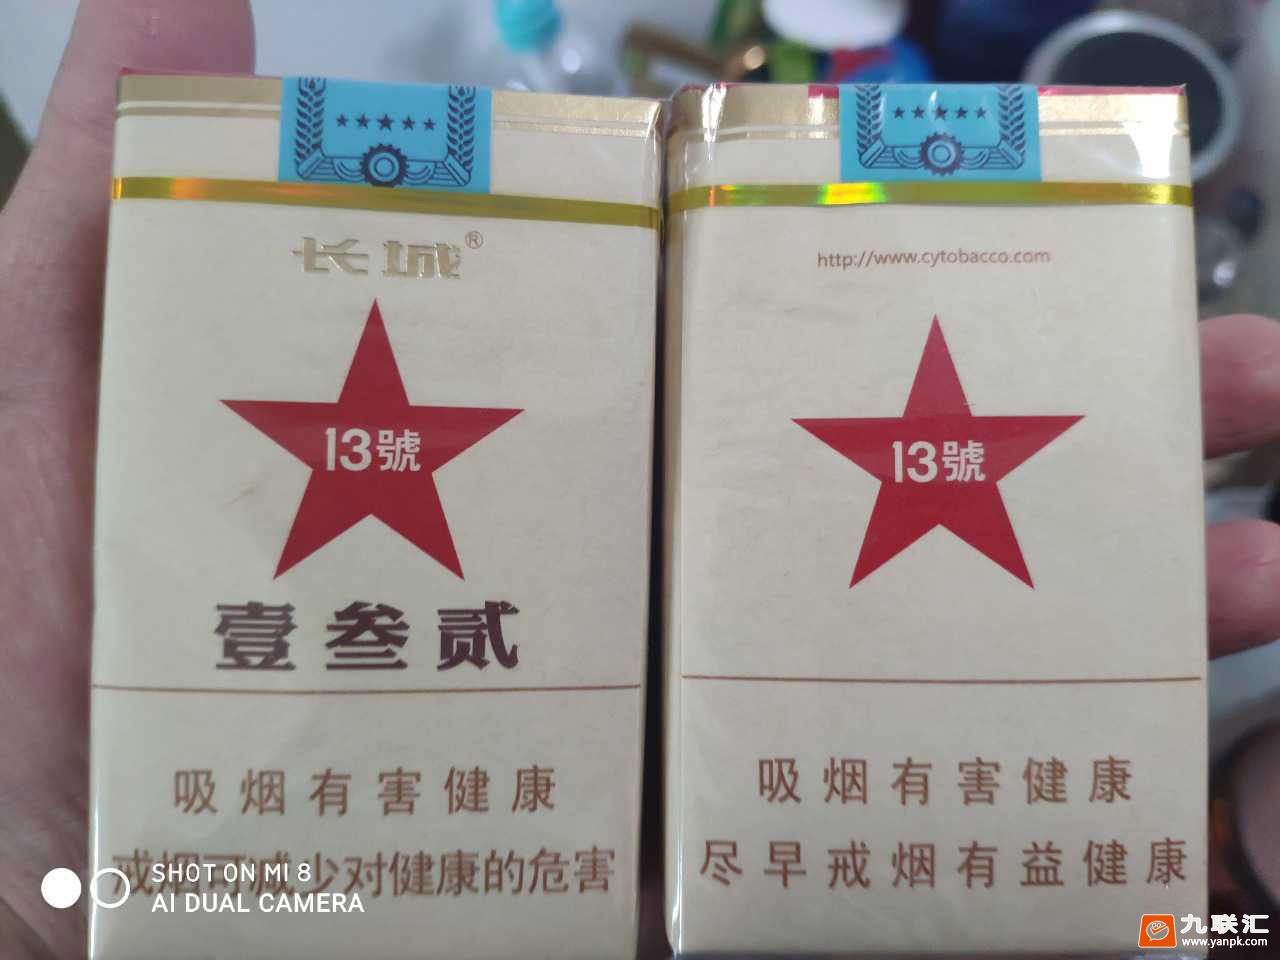 长城®
13號
壹叁贰
吸烟有害健康
戒烟可减少对健康的危害
http://www.cytobacco.com
13號
吸烟有害健康
尽早戒烟有益健康
SHOT ON MI 8
AI DUAL CAMERA
九联汇
www.yanpk.com